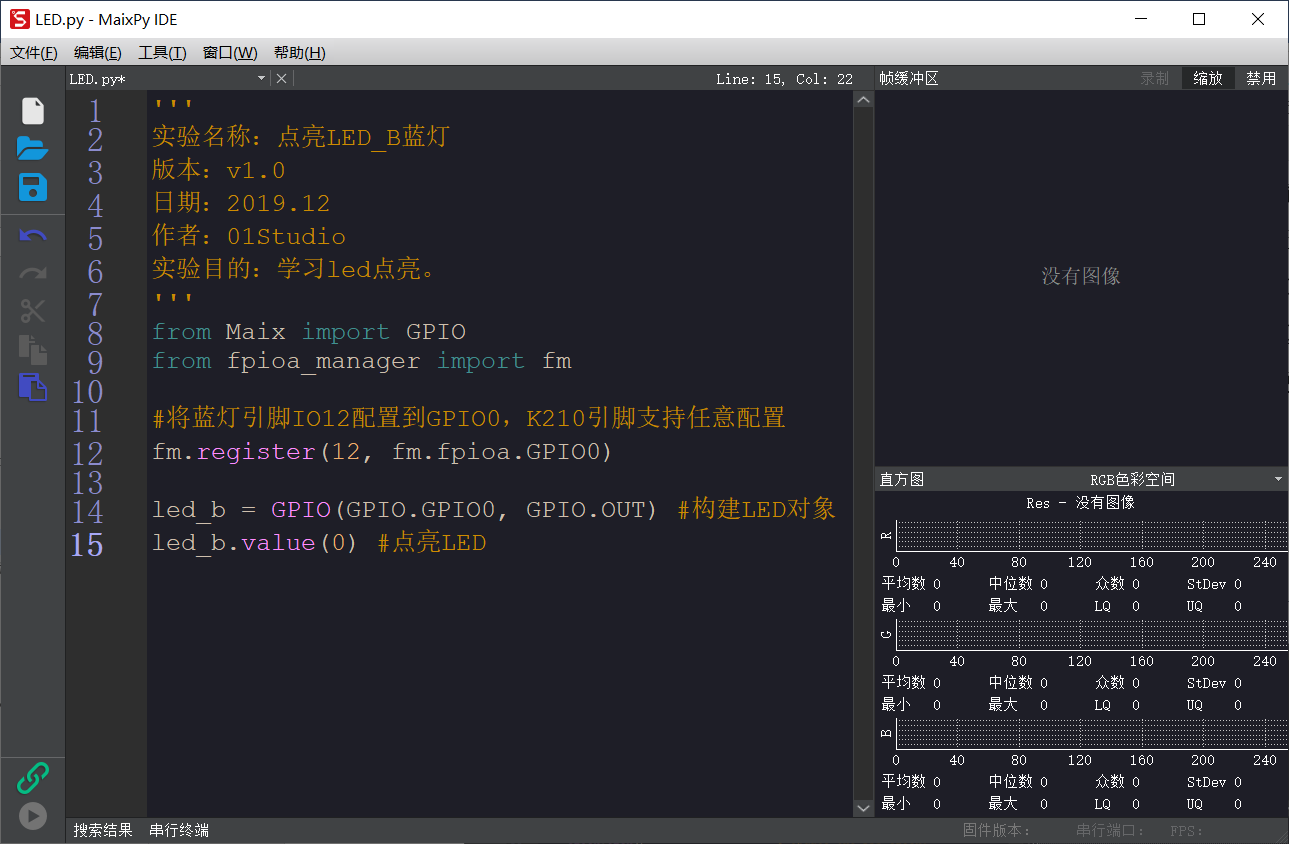 LED.py - MaixPy IDE
文件(F) 编辑(E) 工具(T) 窗口(W) 帮助(H)
LED.py* Line: 15, Col: 22 帧缓冲区 录制 缩放 禁用
1 '''
2 实验名称：点亮LED_B蓝灯
3 版本：v1.0
4 日期：2019.12
5 作者：01Studio
6 实验目的：学习led点亮。
7 '''
8 from Maix import GPIO
9 from fpioa_manager import fm
10
11 #将蓝灯引脚IO12配置到GPIO0，K210引脚支持任意配置
12 fm.register(12, fm.fpioa.GPIO0)
13
14 led_b = GPIO(GPIO.GPIO0, GPIO.OUT) #构建LED对象
15 led_b.value(0) #点亮LED
没有图像
直方图 RGB色彩空间
Res - 没有图像
R
0 40 80 120 160 200 240
平均数 0 中位数 0 众数 0 StDev 0
最小 0 最大 0 LQ 0 UQ 0
G
0 40 80 120 160 200 240
平均数 0 中位数 0 众数 0 StDev 0
最小 0 最大 0 LQ 0 UQ 0
B
0 40 80 120 160 200 240
平均数 0 中位数 0 众数 0 StDev 0
最小 0 最大 0 LQ 0 UQ 0
搜索结果 串行终端 固件版本： 串行端口： FPS: